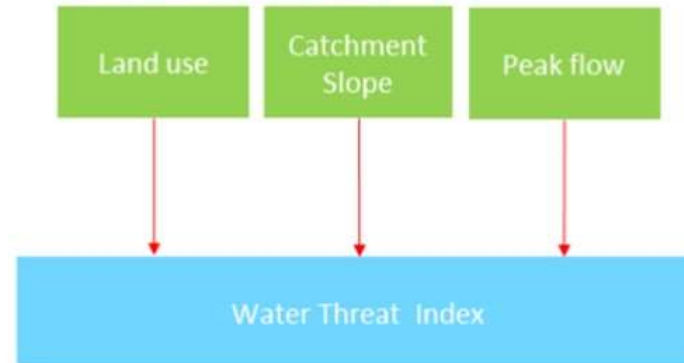 Land use
Catchment
Slope
Peak flow
Water Threat Index